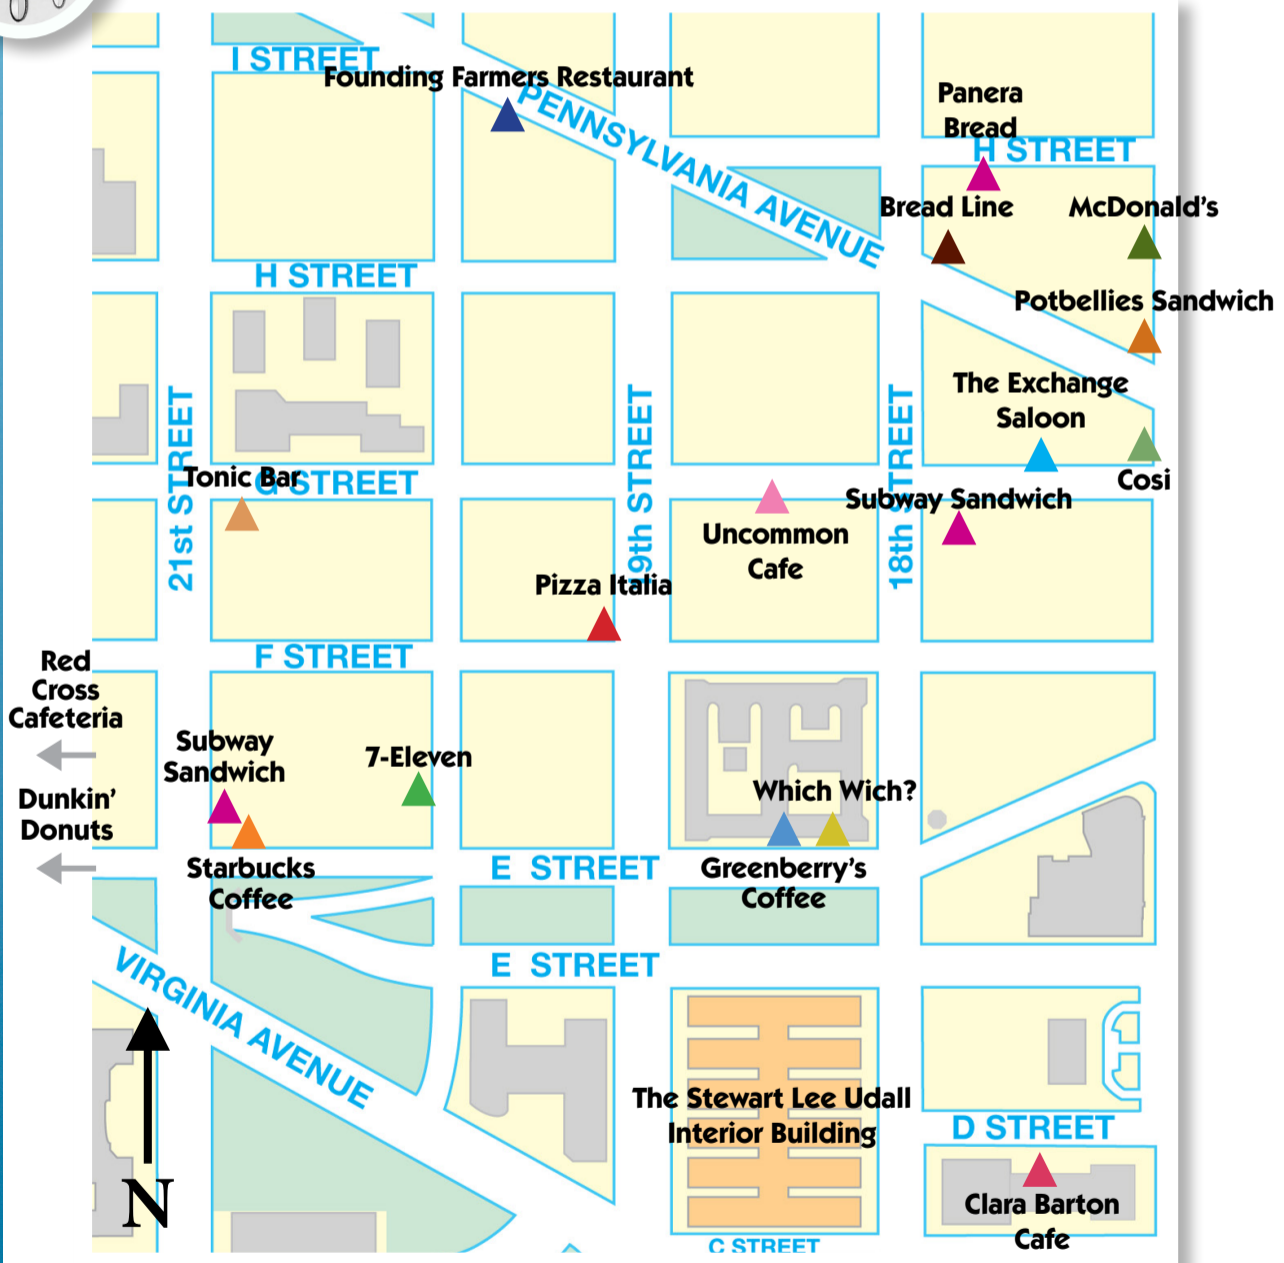 I STREET
Founding Farmers Restaurant
PENNSYLVANIA AVENUE
Panera
Bread
H STREET
Bread Line
McDonald's
H STREET
Potbellies Sandwich
The Exchange
Saloon
21st STREET
19th STREET
18th STREET
Tonic Bar
G STREET
Cosi
Subway Sandwich
Uncommon
Cafe
Pizza Italia
F STREET
Red
Cross
Cafeteria
Subway
Sandwich
7-Eleven
Which Wich?
Dunkin'
Donuts
Starbucks
Coffee
E STREET
Greenberry's
Coffee
VIRGINIA AVENUE
E STREET
The Stewart Lee Udall
Interior Building
D STREET
N
Clara Barton
Cafe
C STREET